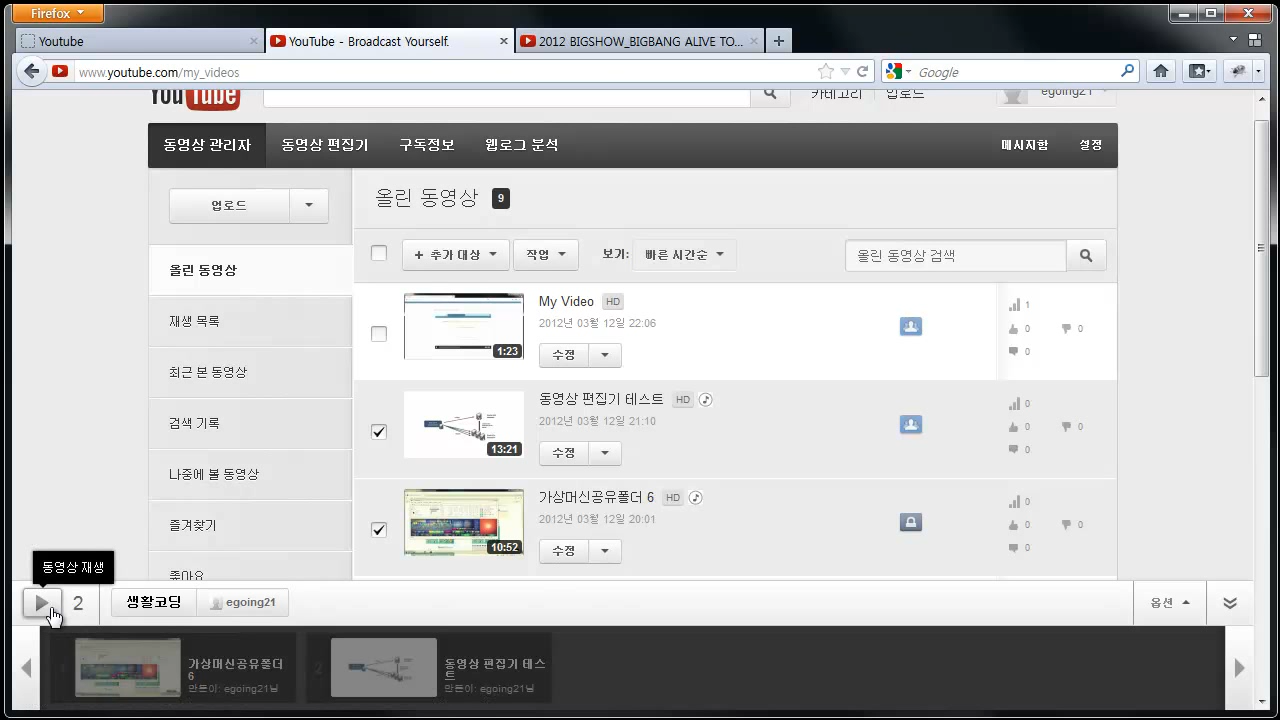 Firefox
Youtube
YouTube - Broadcast Yourself.
2012 BIGSHOW_BIGBANG ALIVE TO...
www.youtube.com/my_videos
Google
YouTube
카테고리
업로드
egoing21
동영상 관리자
동영상 편집기
구독정보
웹로그 분석
메시지함
설정
업로드
올린 동영상
재생 목록
최근 본 동영상
검색 기록
나중에 볼 동영상
즐겨찾기
좋아요
올린 동영상 9
+ 추가 대상
작업
보기:
빠른 시간순
올린 동영상 검색
My Video HD
2012년 03월 12일 22:06
수정
1:23
1
0
0
0
동영상 편집기 테스트 HD
2012년 03월 12일 21:10
수정
13:21
0
0
0
0
가상머신공유폴더 6 HD
2012년 03월 12일 20:01
수정
10:52
0
0
0
0
동영상 재생
2
생활코딩
egoing21
옵션
가상머신공유폴더
6
만든이: egoing21님
2
동영상 편집기 테스
트
만든이: egoing21님